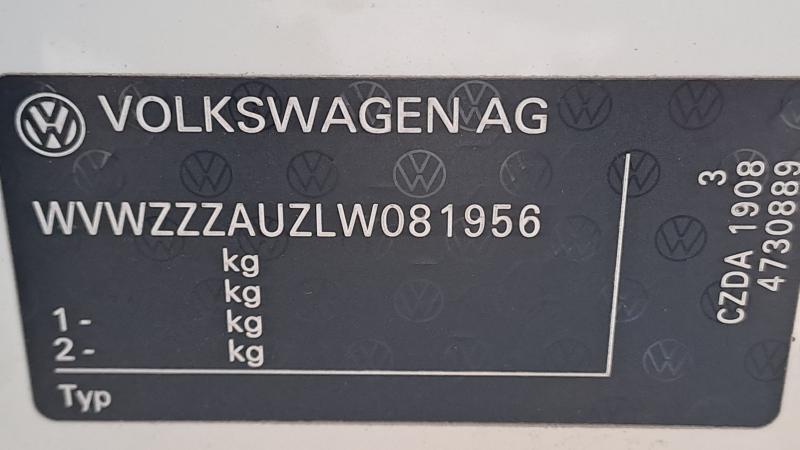 VOLKSWAGEN AG
WVWZZZAUZLW081956
kg
kg
1- kg
2- kg
Typ
3
CZDA 1908
4730889